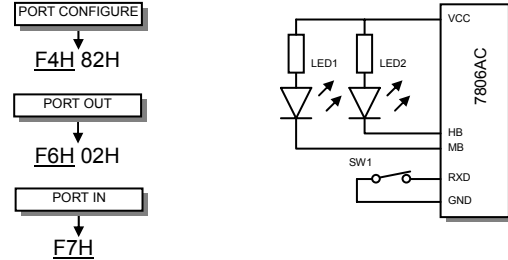 PORT CONFIGURE
F4H 82H
PORT OUT
F6H 02H
PORT IN
F7H
VCC
LED1
LED2
7806AC
HB
MB
SW1
RXD
GND